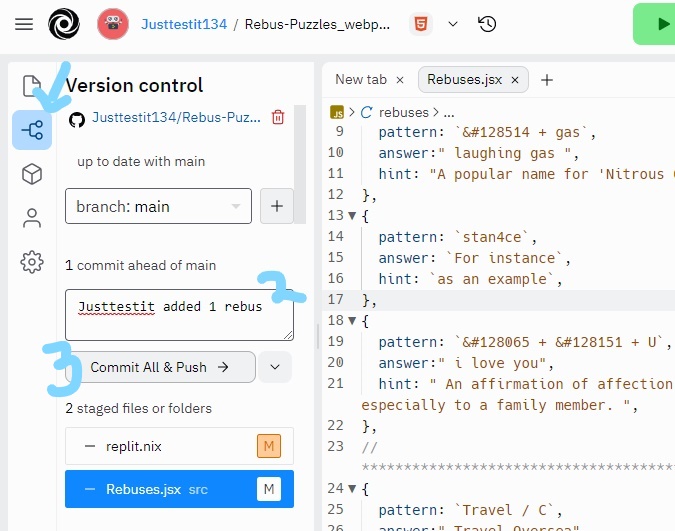 Justtestit134 / Rebus-Puzzles_webp...
Version control
Justtestit134/Rebus-Puz...
up to date with main
branch: main
1 commit ahead of main
2
Justtestit added 1 rebus
3
Commit All & Push →
2 staged files or folders
replit.nix M
Rebuses.jsx src M
New tab × Rebuses.jsx × +
JS > rebuses > ...
9 pattern: `&#128514 + gas`,
10 answer:" laughing gas ",
11 hint: "A popular name for 'Nitrous
12 },
13 {
14 pattern: `stan4ce`,
15 answer: `For instance`,
16 hint: `as an example`,
17 },
18 {
19 pattern: `&#128065 + &#128151 + U`,
20 answer:" i love you",
21 hint: " An affirmation of affection
especially to a family member. ",
22 },
23 //
****************************************
24 {
25 pattern: `Travel / C`,
26 answer:" Travel Oversea"